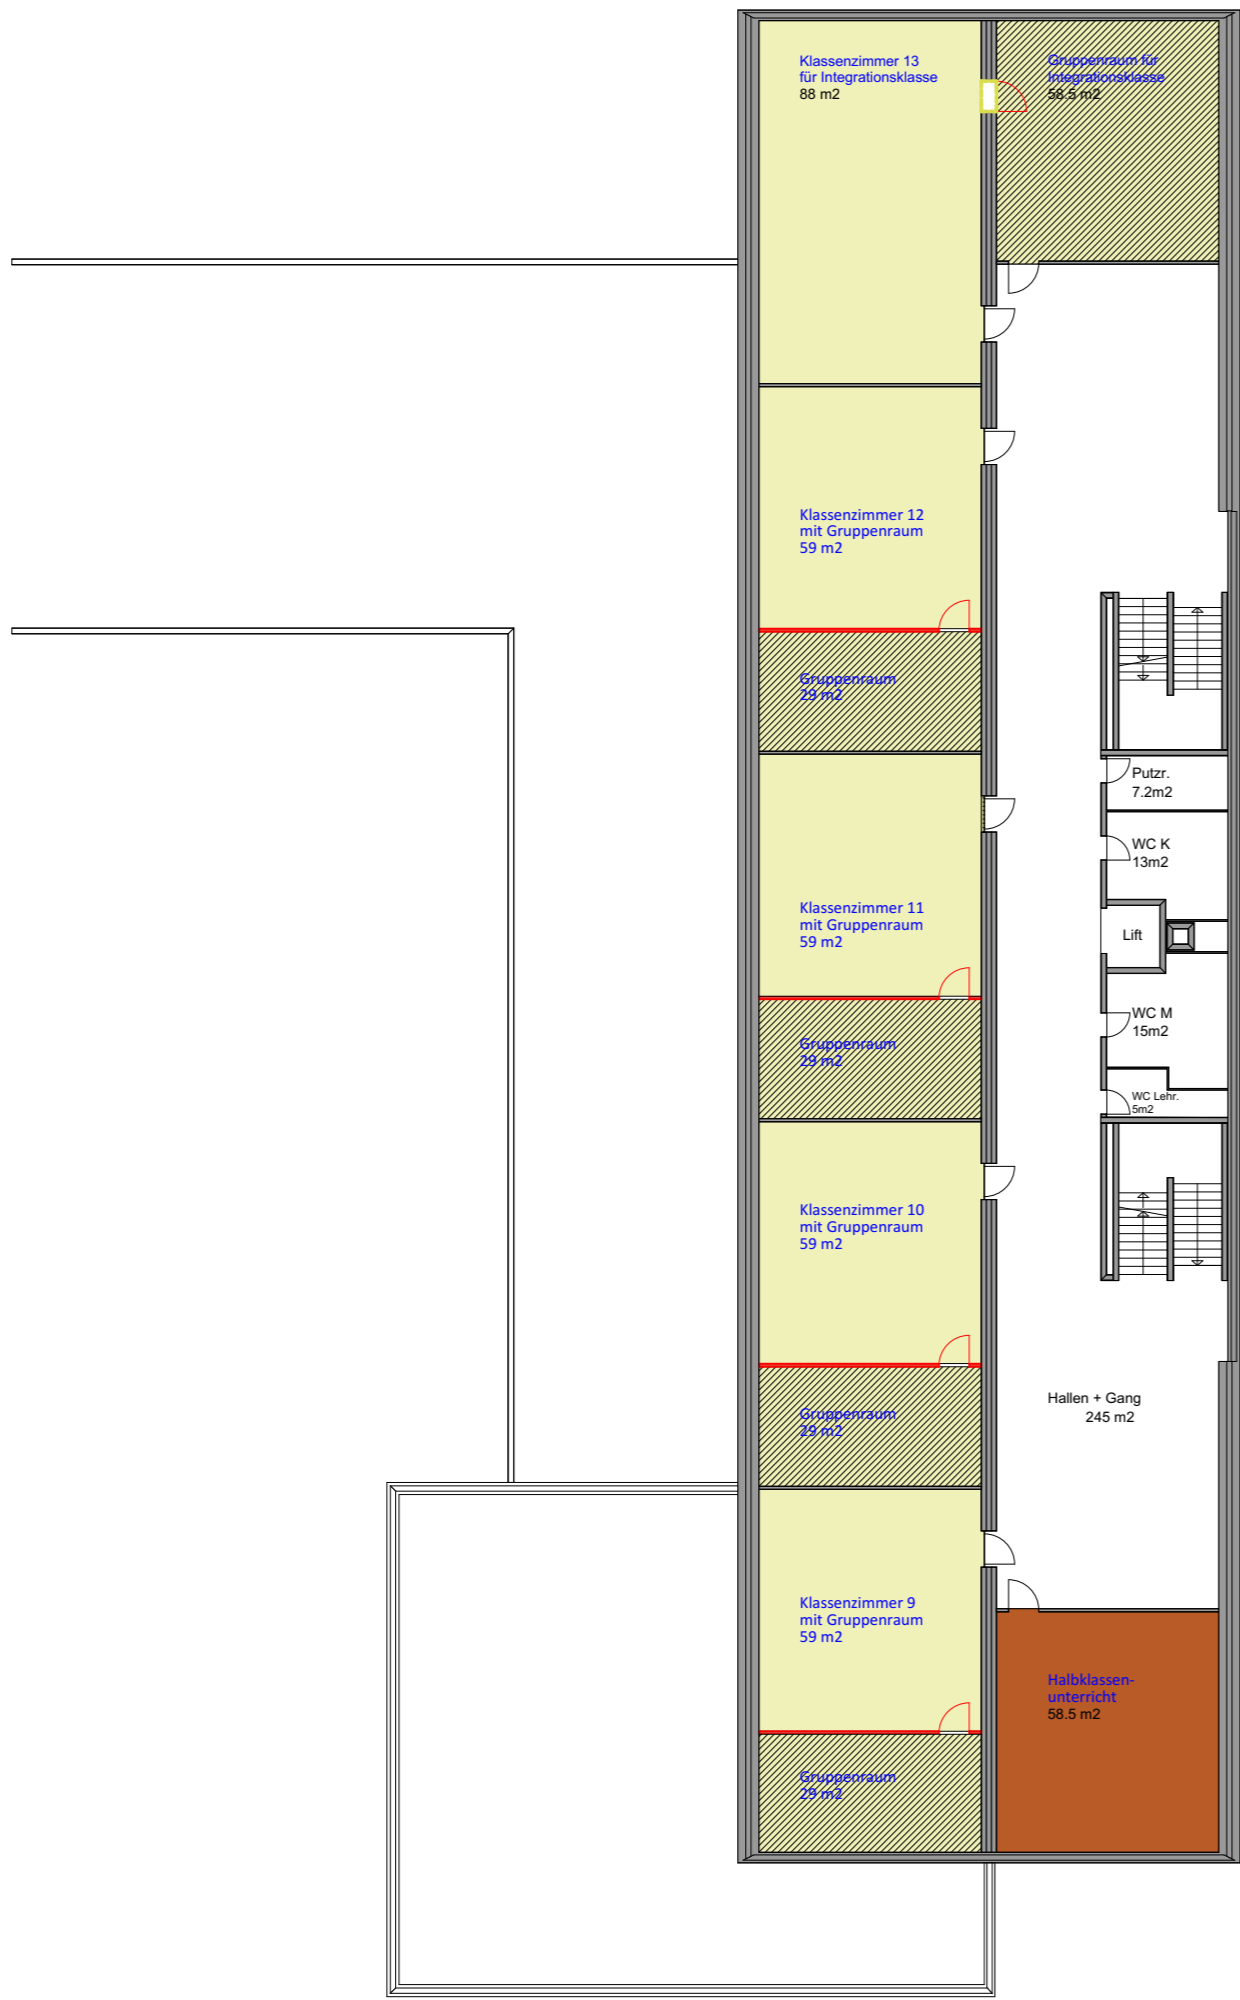 Klassenzimmer 13
für Integrationsklasse
88 m2
Gruppenraum für
Integrationsklasse
58.5 m2
Klassenzimmer 12
mit Gruppenraum
59 m2
Gruppenraum
29 m2
Putzr.
7.2m2
WC K
13m2
Klassenzimmer 11
mit Gruppenraum
59 m2
Lift
WC M
15m2
Gruppenraum
29 m2
WC Lehr.
5m2
Klassenzimmer 10
mit Gruppenraum
59 m2
Hallen + Gang
245 m2
Gruppenraum
29 m2
Klassenzimmer 9
mit Gruppenraum
59 m2
Halbklassen-
unterricht
58.5 m2
Gruppenraum
29 m2